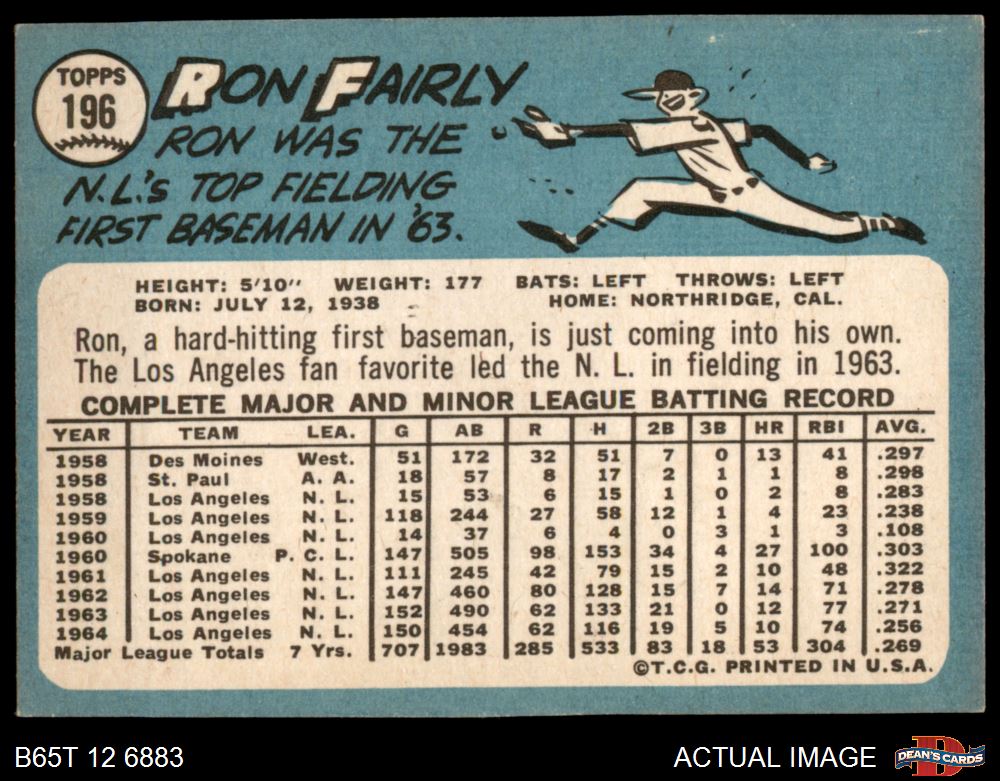 TOPPS
196
RON FAIRLY
RON WAS THE
N.L.'S TOP FIELDING
FIRST BASEMAN IN '63.
HEIGHT: 5'10" WEIGHT: 177 BATS: LEFT THROWS: LEFT
BORN: JULY 12, 1938 HOME: NORTHRIDGE, CAL.
Ron, a hard-hitting first baseman, is just coming into his own.
The Los Angeles fan favorite led the N. L. in fielding in 1963.
COMPLETE MAJOR AND MINOR LEAGUE BATTING RECORD
YEAR TEAM LEA. G AB R H 2B 3B HR RBI AVG.
1958 Des Moines West. 51 172 32 51 7 0 13 41 .297
1958 St. Paul A. A. 18 57 8 17 2 1 1 8 .298
1958 Los Angeles N. L. 15 53 6 15 1 0 2 8 .283
1959 Los Angeles N. L. 118 244 27 58 12 1 4 23 .238
1960 Los Angeles N. L. 14 37 6 4 0 3 1 3 .108
1960 Spokane P. C. L. 147 505 98 153 34 4 27 100 .303
1961 Los Angeles N. L. 111 245 42 79 15 2 10 48 .322
1962 Los Angeles N. L. 147 460 80 128 15 7 14 71 .278
1963 Los Angeles N. L. 152 490 62 133 21 0 12 77 .271
1964 Los Angeles N. L. 150 454 62 116 19 5 10 74 .256
Major League Totals 7 Yrs. 707 1983 285 533 83 18 53 304 .269
©T.C.G. PRINTED IN U.S.A.
B65T 12 6883 ACTUAL IMAGE
D
DEAN'S CARDS